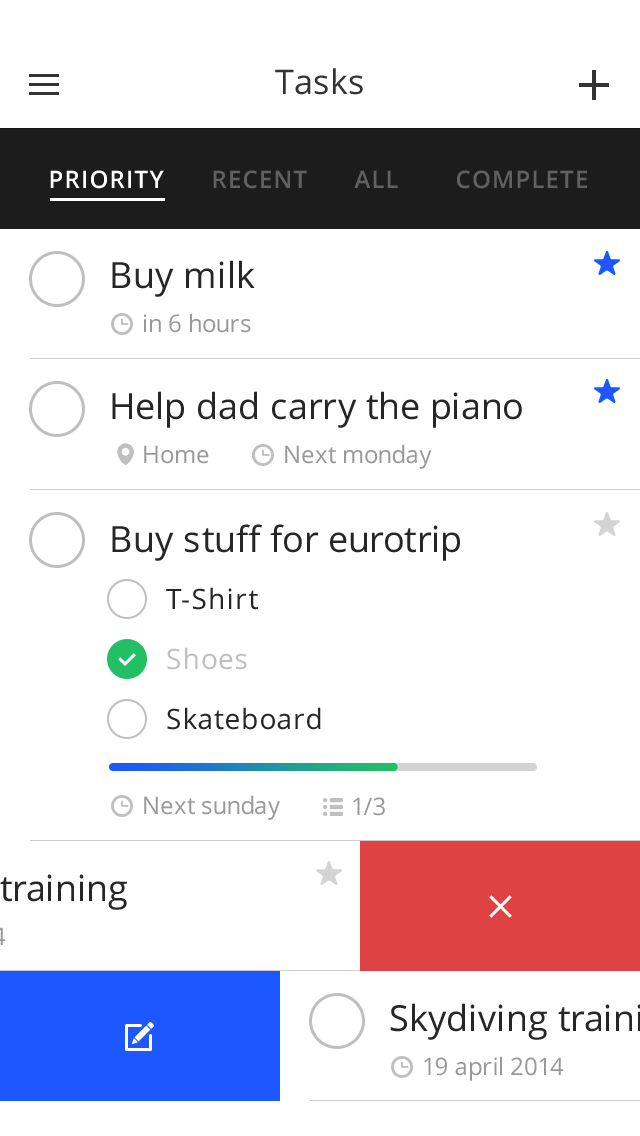 Tasks
PRIORITY RECENT ALL COMPLETE
Buy milk
in 6 hours
Help dad carry the piano
Home Next monday
Buy stuff for eurotrip
T-Shirt
Shoes
Skateboard
Next sunday 1/3
training
4
Skydiving traini
19 april 2014